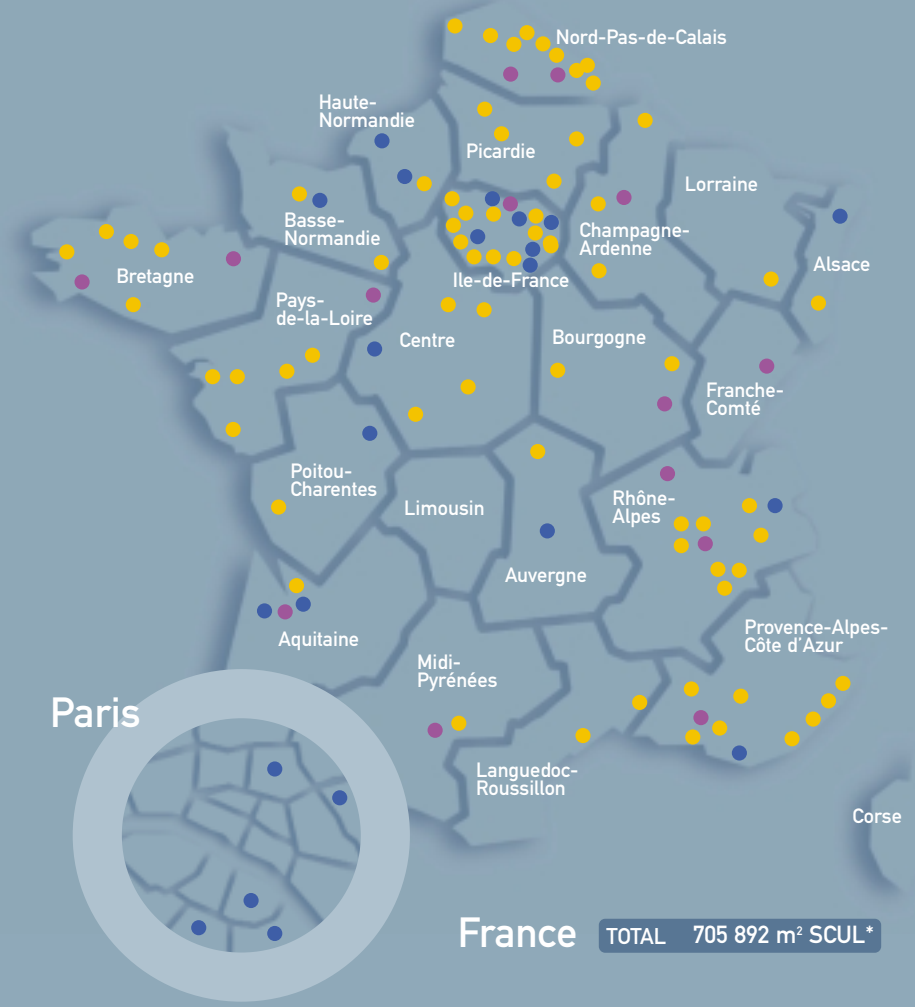 Nord-Pas-de-Calais
Haute-
Normandie
Picardie
Lorraine
Basse-
Normandie
Champagne-
Ardenne
Alsace
Bretagne
Ile-de-France
Pays-
de-la-Loire
Centre
Bourgogne
Franche-
Comté
Poitou-
Charentes
Limousin
Rhône-
Alpes
Auvergne
Aquitaine
Provence-Alpes-
Côte d'Azur
Midi-
Pyrénées
Paris
Languedoc-
Roussillon
Corse
France TOTAL 705 892 m² SCUL*